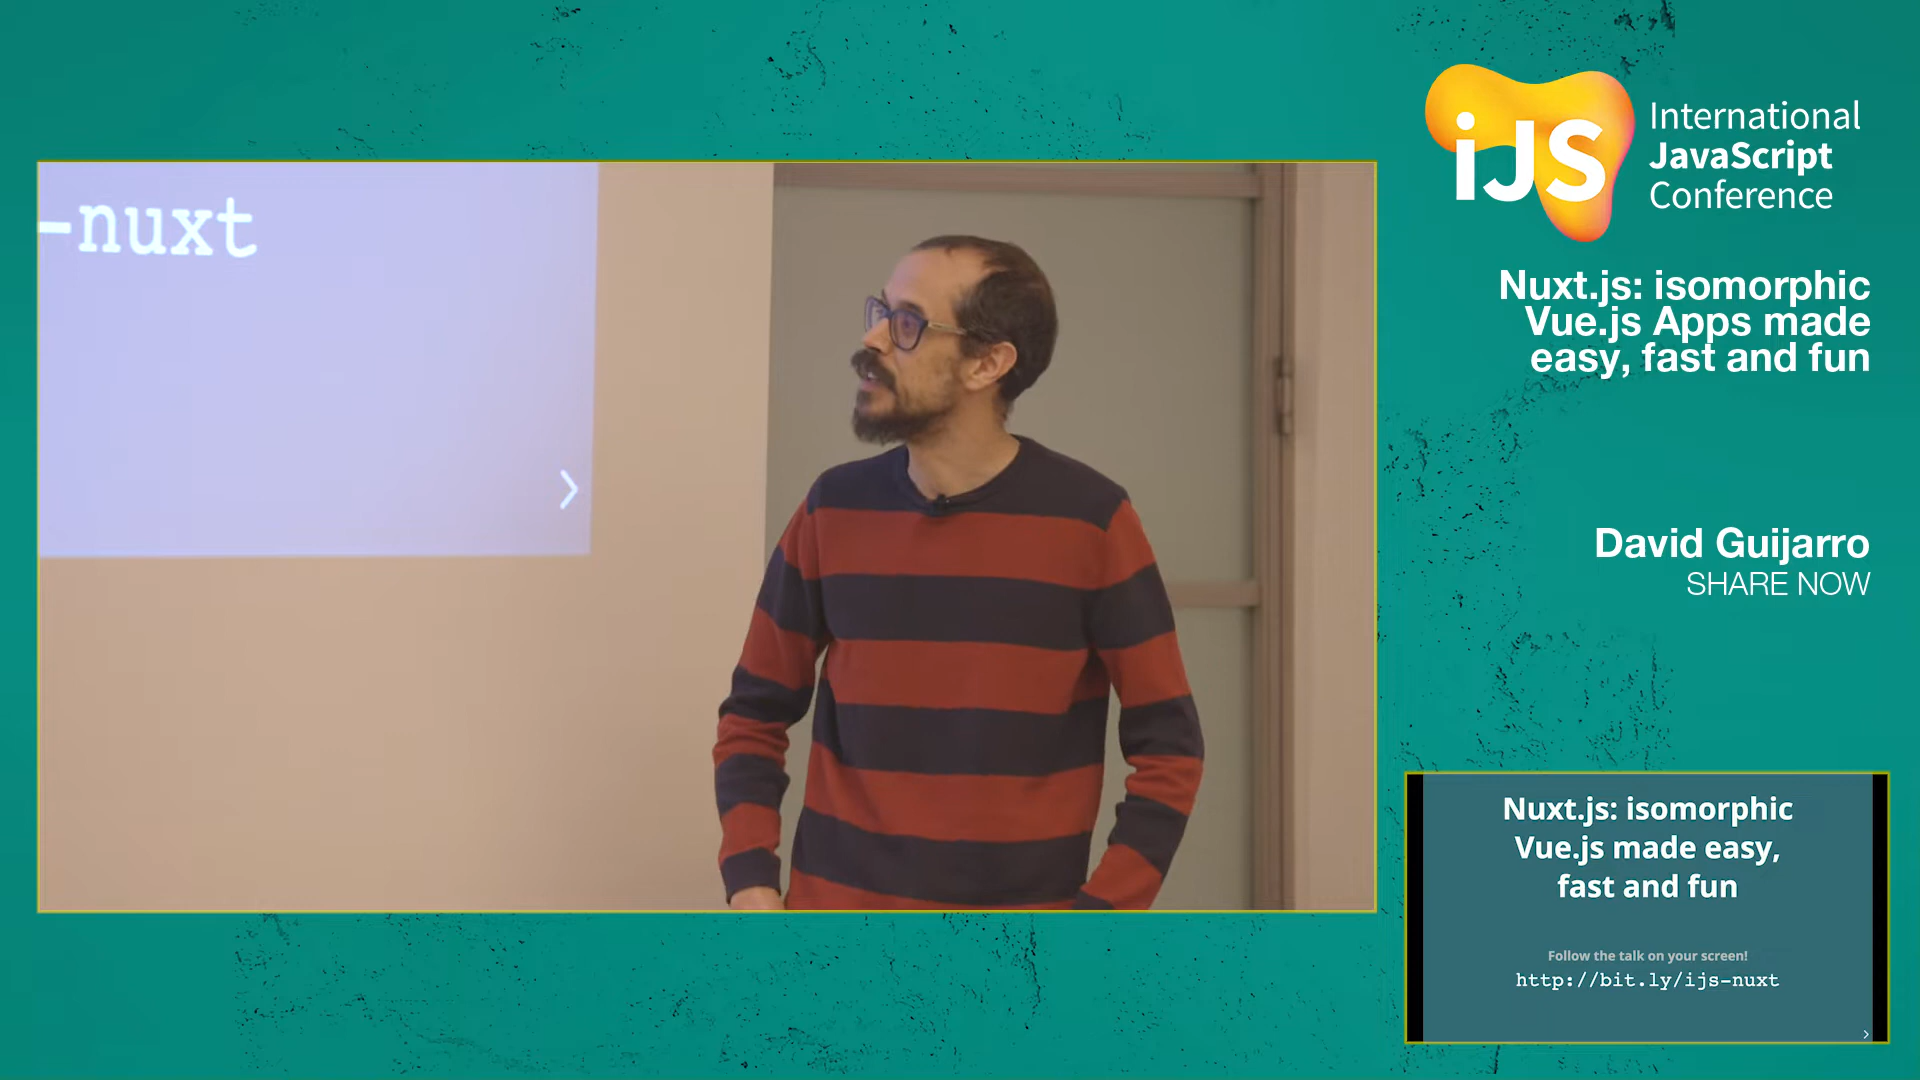 -nuxt
iJS
International
JavaScript
Conference
Nuxt.js: isomorphic
Vue.js Apps made
easy, fast and fun
David Guijarro
SHARE NOW
Nuxt.js: isomorphic
Vue.js made easy,
fast and fun
Follow the talk on your screen!
http://bit.ly/ijs-nuxt